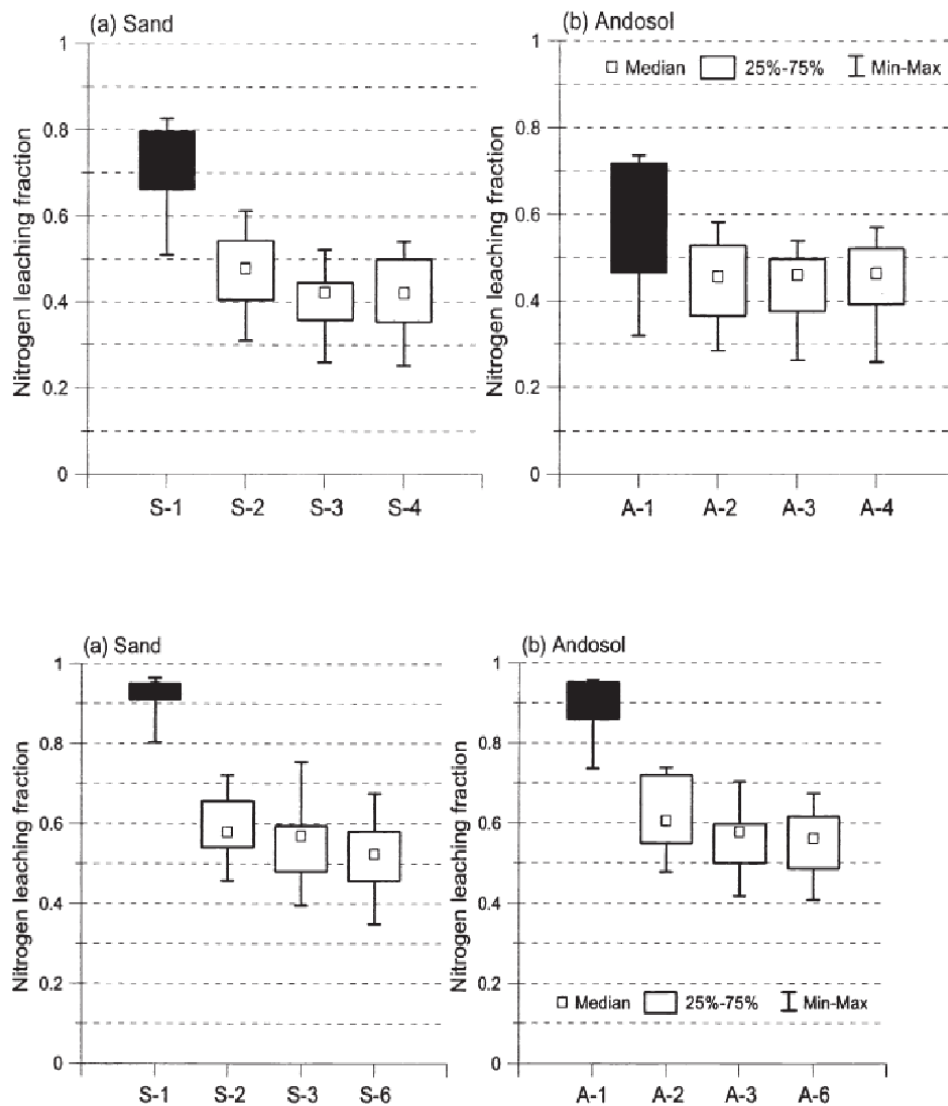 (a) Sand
Nitrogen leaching fraction
1
0.8
0.6
0.4
0.2
0
S-1 S-2 S-3 S-4
(b) Andosol
Median 25%-75% Min-Max
Nitrogen leaching fraction
1
0.8
0.6
0.4
0.2
0
A-1 A-2 A-3 A-4
(a) Sand
Nitrogen leaching fraction
1
0.8
0.6
0.4
0.2
0
S-1 S-2 S-3 S-6
(b) Andosol
Nitrogen leaching fraction
1
0.8
0.6
0.4
0.2
0
Median 25%-75% Min-Max
A-1 A-2 A-3 A-6